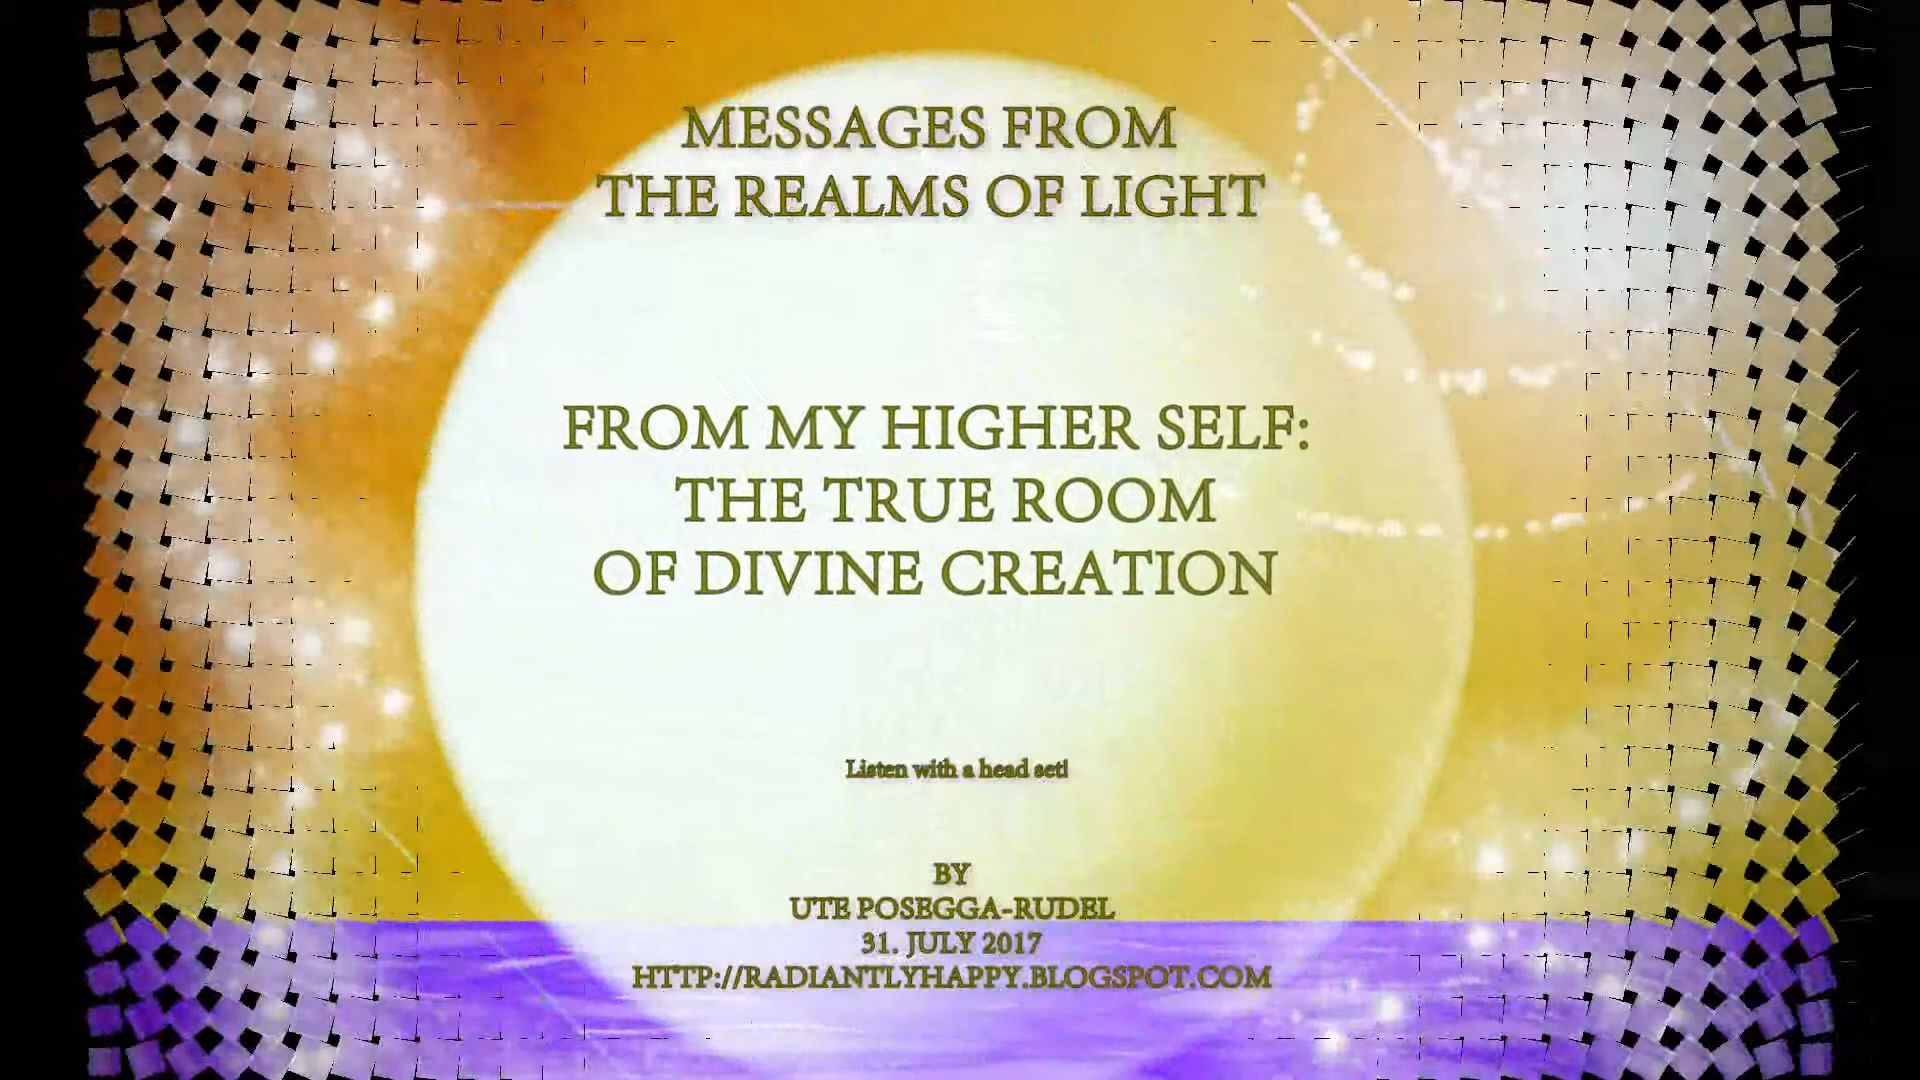 MESSAGES FROM
THE REALMS OF LIGHT
FROM MY HIGHER SELF:
THE TRUE ROOM
OF DIVINE CREATION
Listen with a head set!
BY
UTE POSEGGA-RUDEL
31. JULY 2017
HTTP://RADIANTLYHAPPY.BLOGSPOT.COM